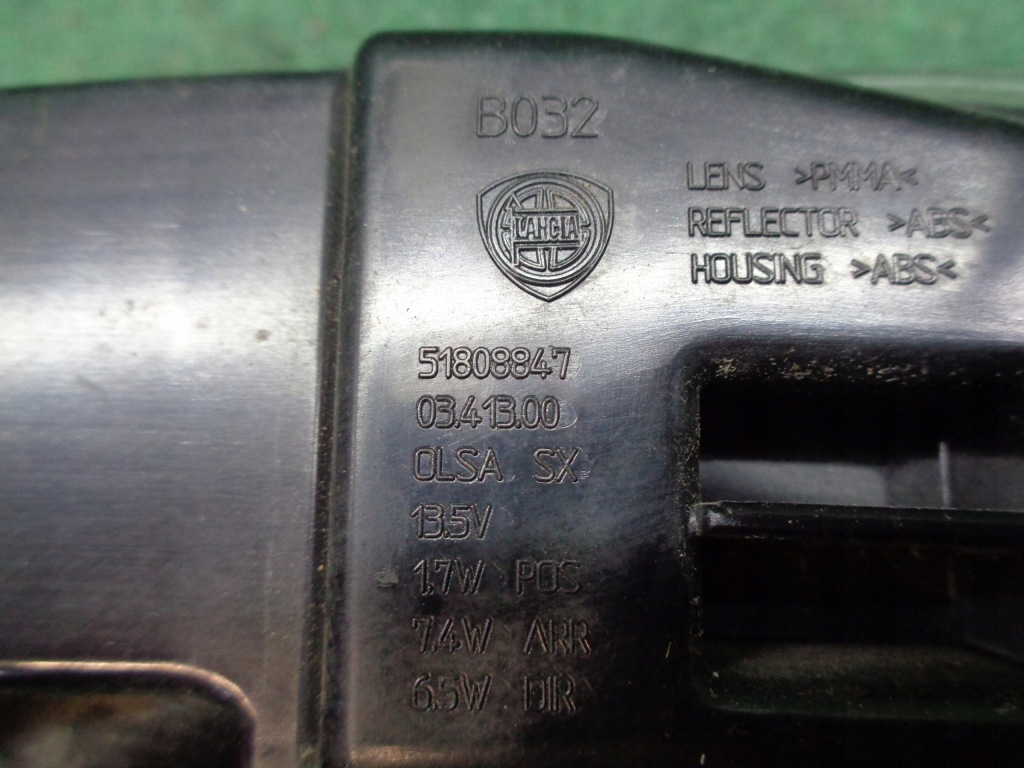 B032
LANCIA
LENS >PMMA<
REFLECTOR >ABS<
HOUSING >ABS<
51808847
03.413.00
OLSA SX
13.5V
1.7W POS
7.4W ARR
6.5W DIR